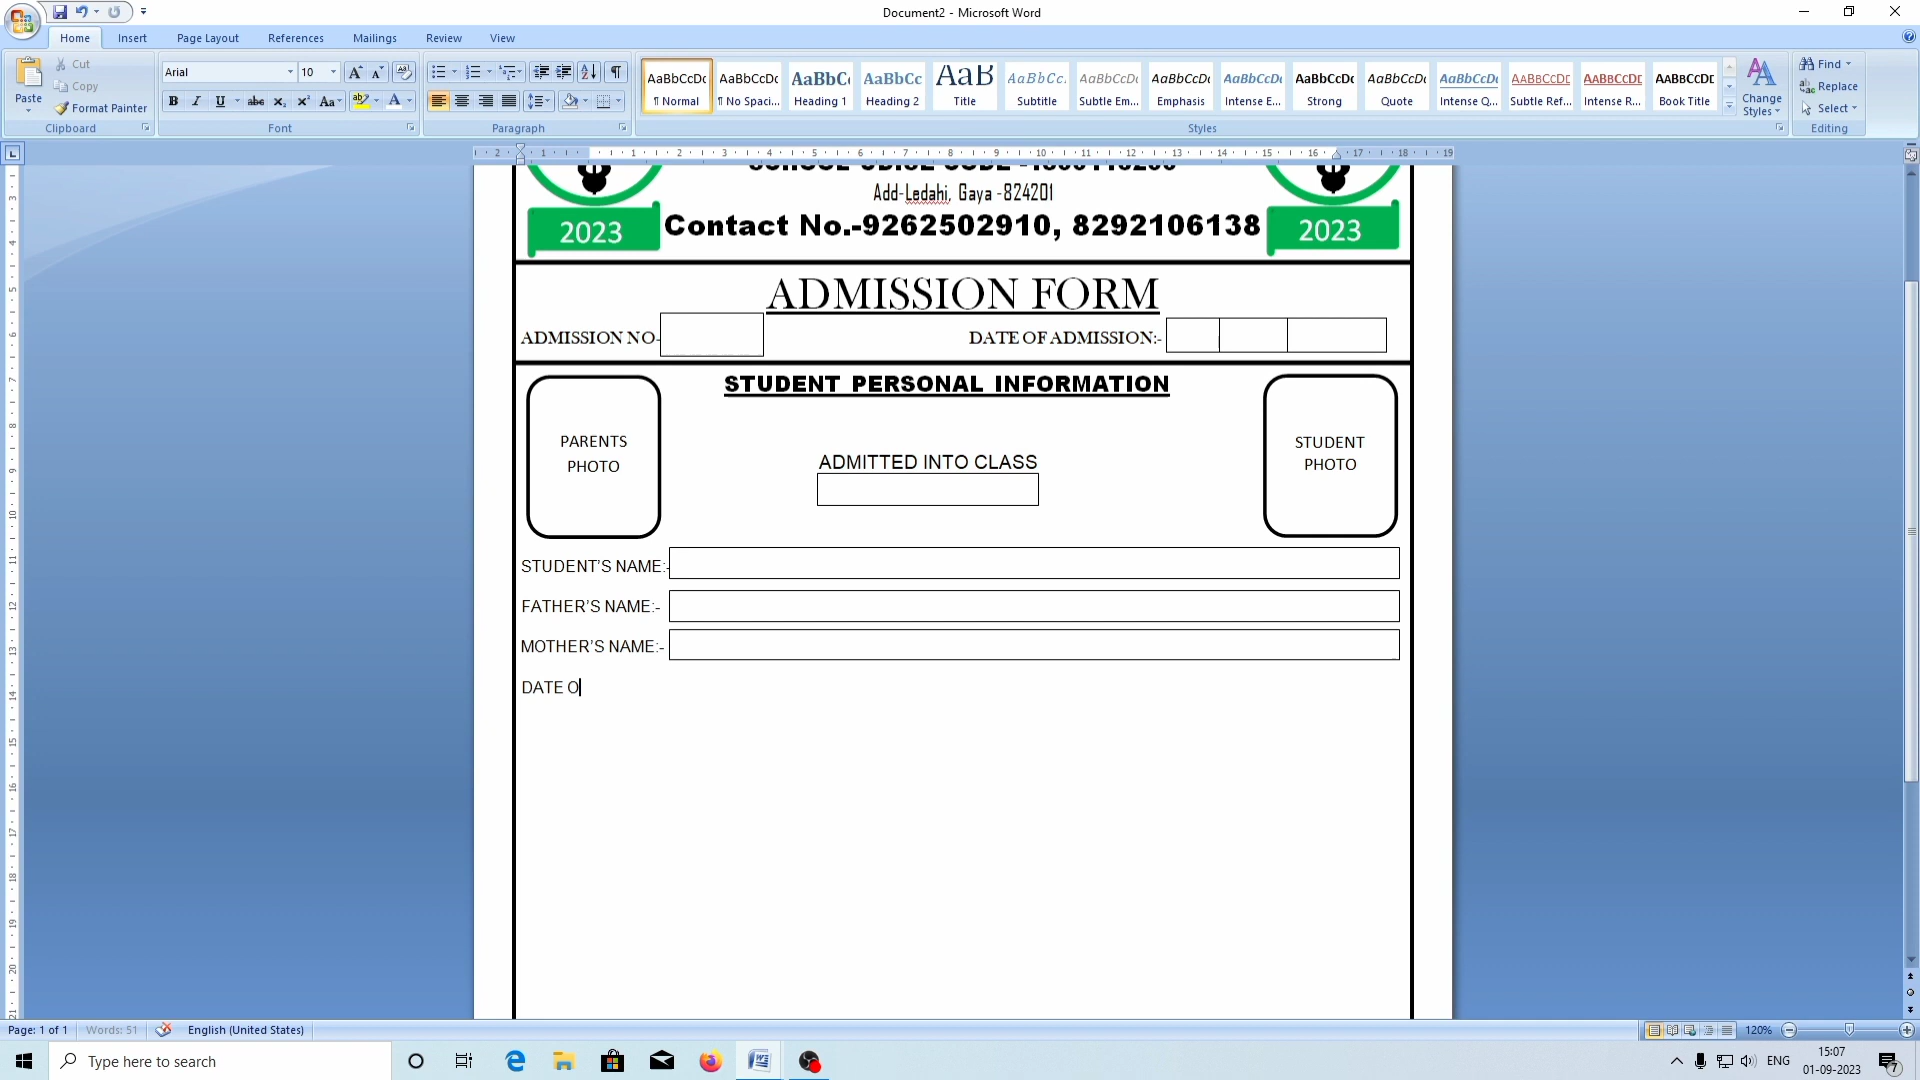 Document2 - Microsoft Word
Home Insert Page Layout References Mailings Review View
Paste
Cut
Copy
Format Painter
Clipboard
Arial 10
Font
Paragraph
AaBbCcDc AaBbCcDc AaBbC AaBbCc AaB AaBbCc. AaBbCcDc AaBbCcDc AaBbCcDc AaBbCcDc AaBbCcDc AaBbCcDc AABBCCDC AABBCCDC AABBCCDC
¶ Normal ¶ No Spaci... Heading 1 Heading 2 Title Subtitle Subtle Em... Emphasis Intense E... Strong Quote Intense Q... Subtle Ref... Intense R... Book Title
Change Styles
Styles
Find
Replace
Select
Editing
Add-Ledahi, Gaya -824201
2023 Contact No.-9262502910, 8292106138 2023
ADMISSION FORM
ADMISSION NO- DATE OF ADMISSION:-
STUDENT PERSONAL INFORMATION
PARENTS
PHOTO
ADMITTED INTO CLASS
STUDENT
PHOTO
STUDENT’S NAME:-
FATHER’S NAME:-
MOTHER’S NAME:-
DATE O
Page: 1 of 1 Words: 51 English (United States) 120%
Type here to search
ENG
15:07
01-09-2023
7